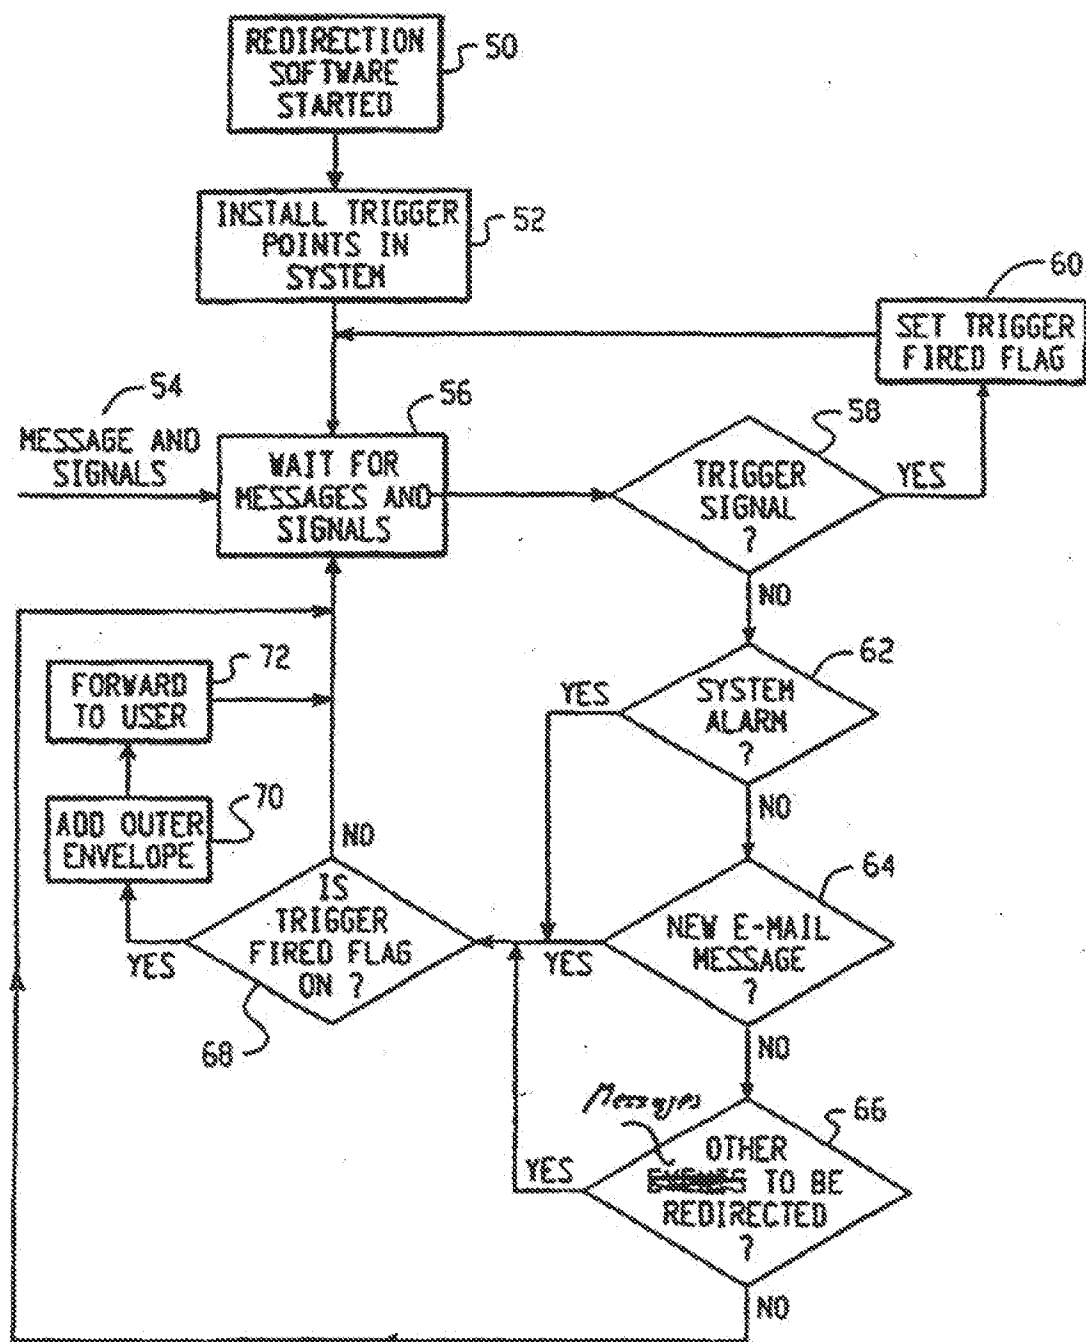 REDIRECTION
SOFTWARE
STARTED
50
INSTALL TRIGGER
POINTS IN
SYSTEM
52
60
SET TRIGGER
FIRED FLAG
54
MESSAGE AND
SIGNALS
56
WAIT FOR
MESSAGES AND
SIGNALS
58
TRIGGER
SIGNAL
?
YES
NO
62
SYSTEM
ALARM
?
YES
NO
72
FORWARD
TO USER
70
ADD OUTER
ENVELOPE
NO
64
NEW E-MAIL
MESSAGE
?
YES
NO
IS
TRIGGER
FIRED FLAG
ON ?
YES
68
Messages
66
OTHER
TO BE
REDIRECTED
?
YES
NO